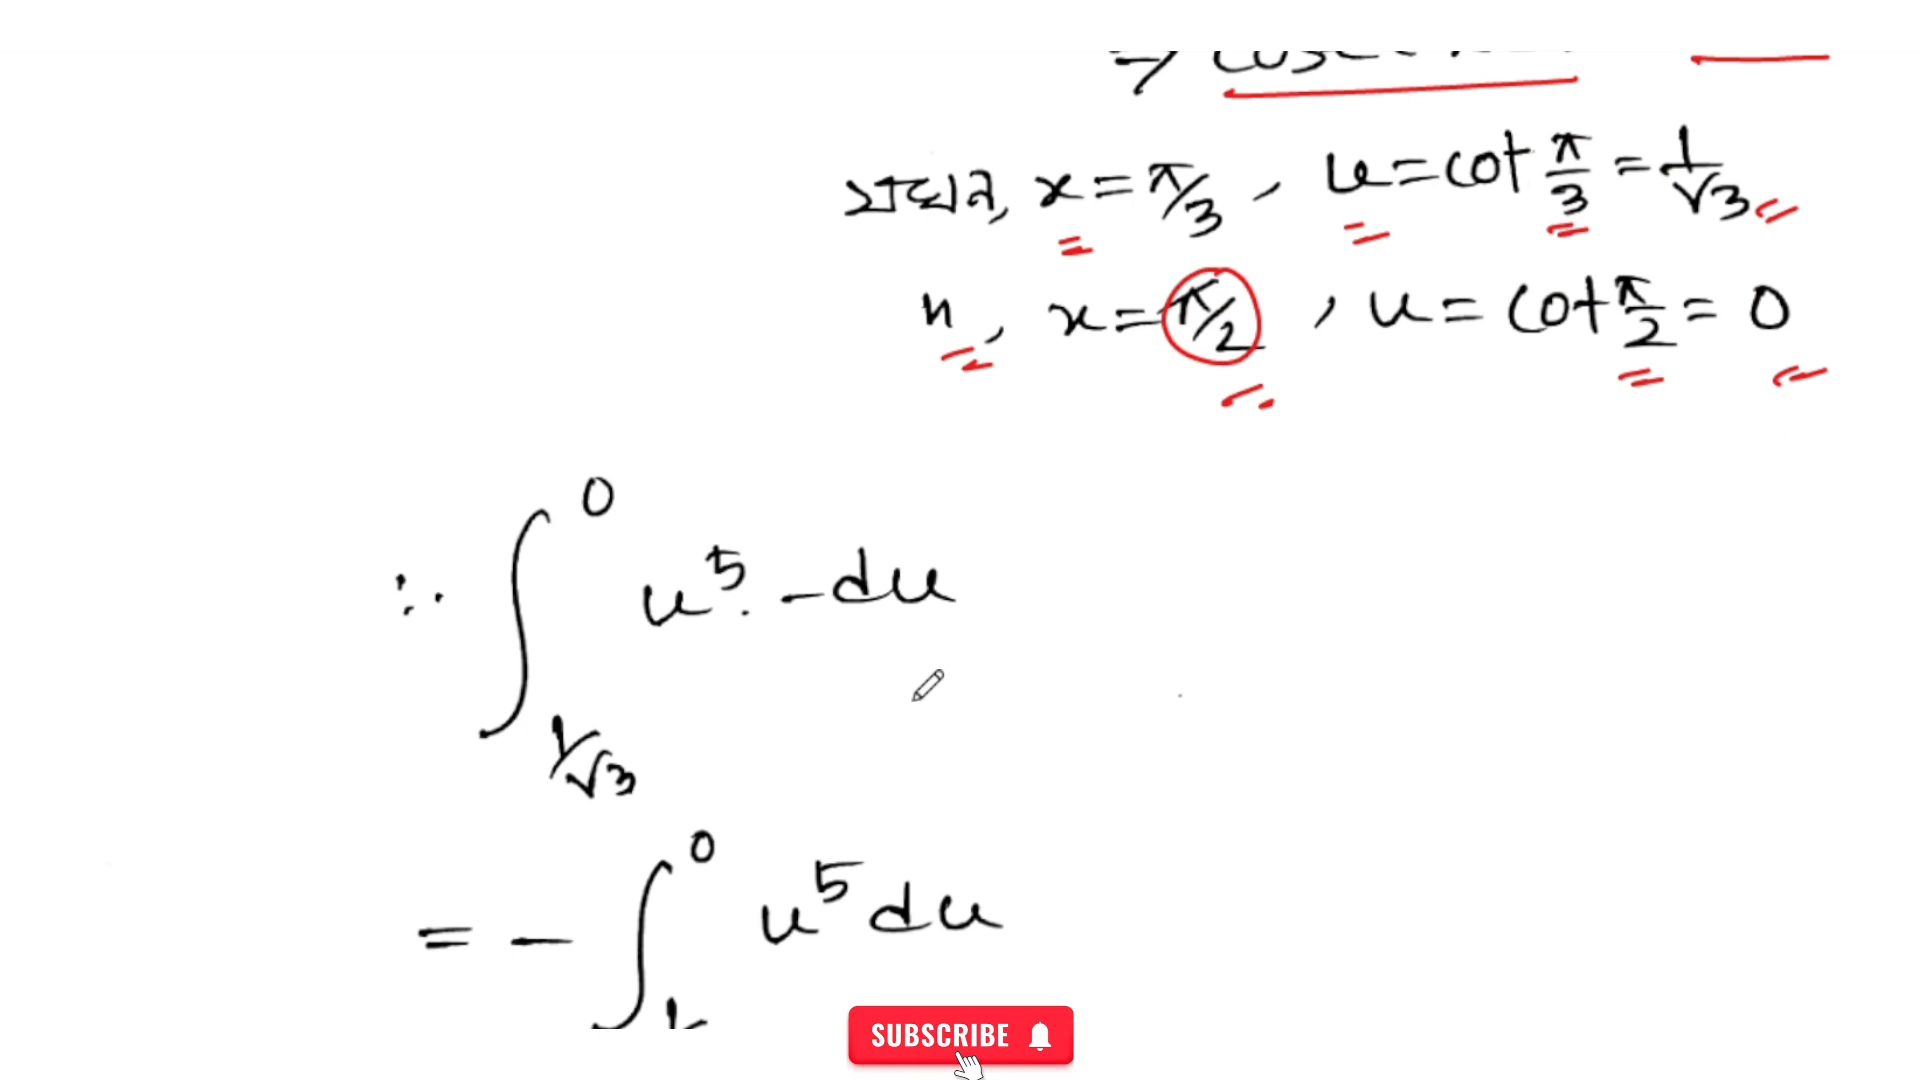 যখন, x = π/3 , u = cot π/3 = 1/√3
" , x = π/2 , u = cot π/2 = 0
∴ ∫_{1/√3}^{0} u⁵. -du
= - ∫^{0} u⁵ du
SUBSCRIBE